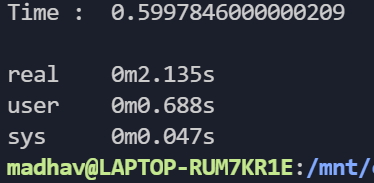 Time :  0.5997846000000209
real    0m2.135s
user    0m0.688s
sys     0m0.047s
madhav@LAPTOP-RUM7KR1E:/mnt/